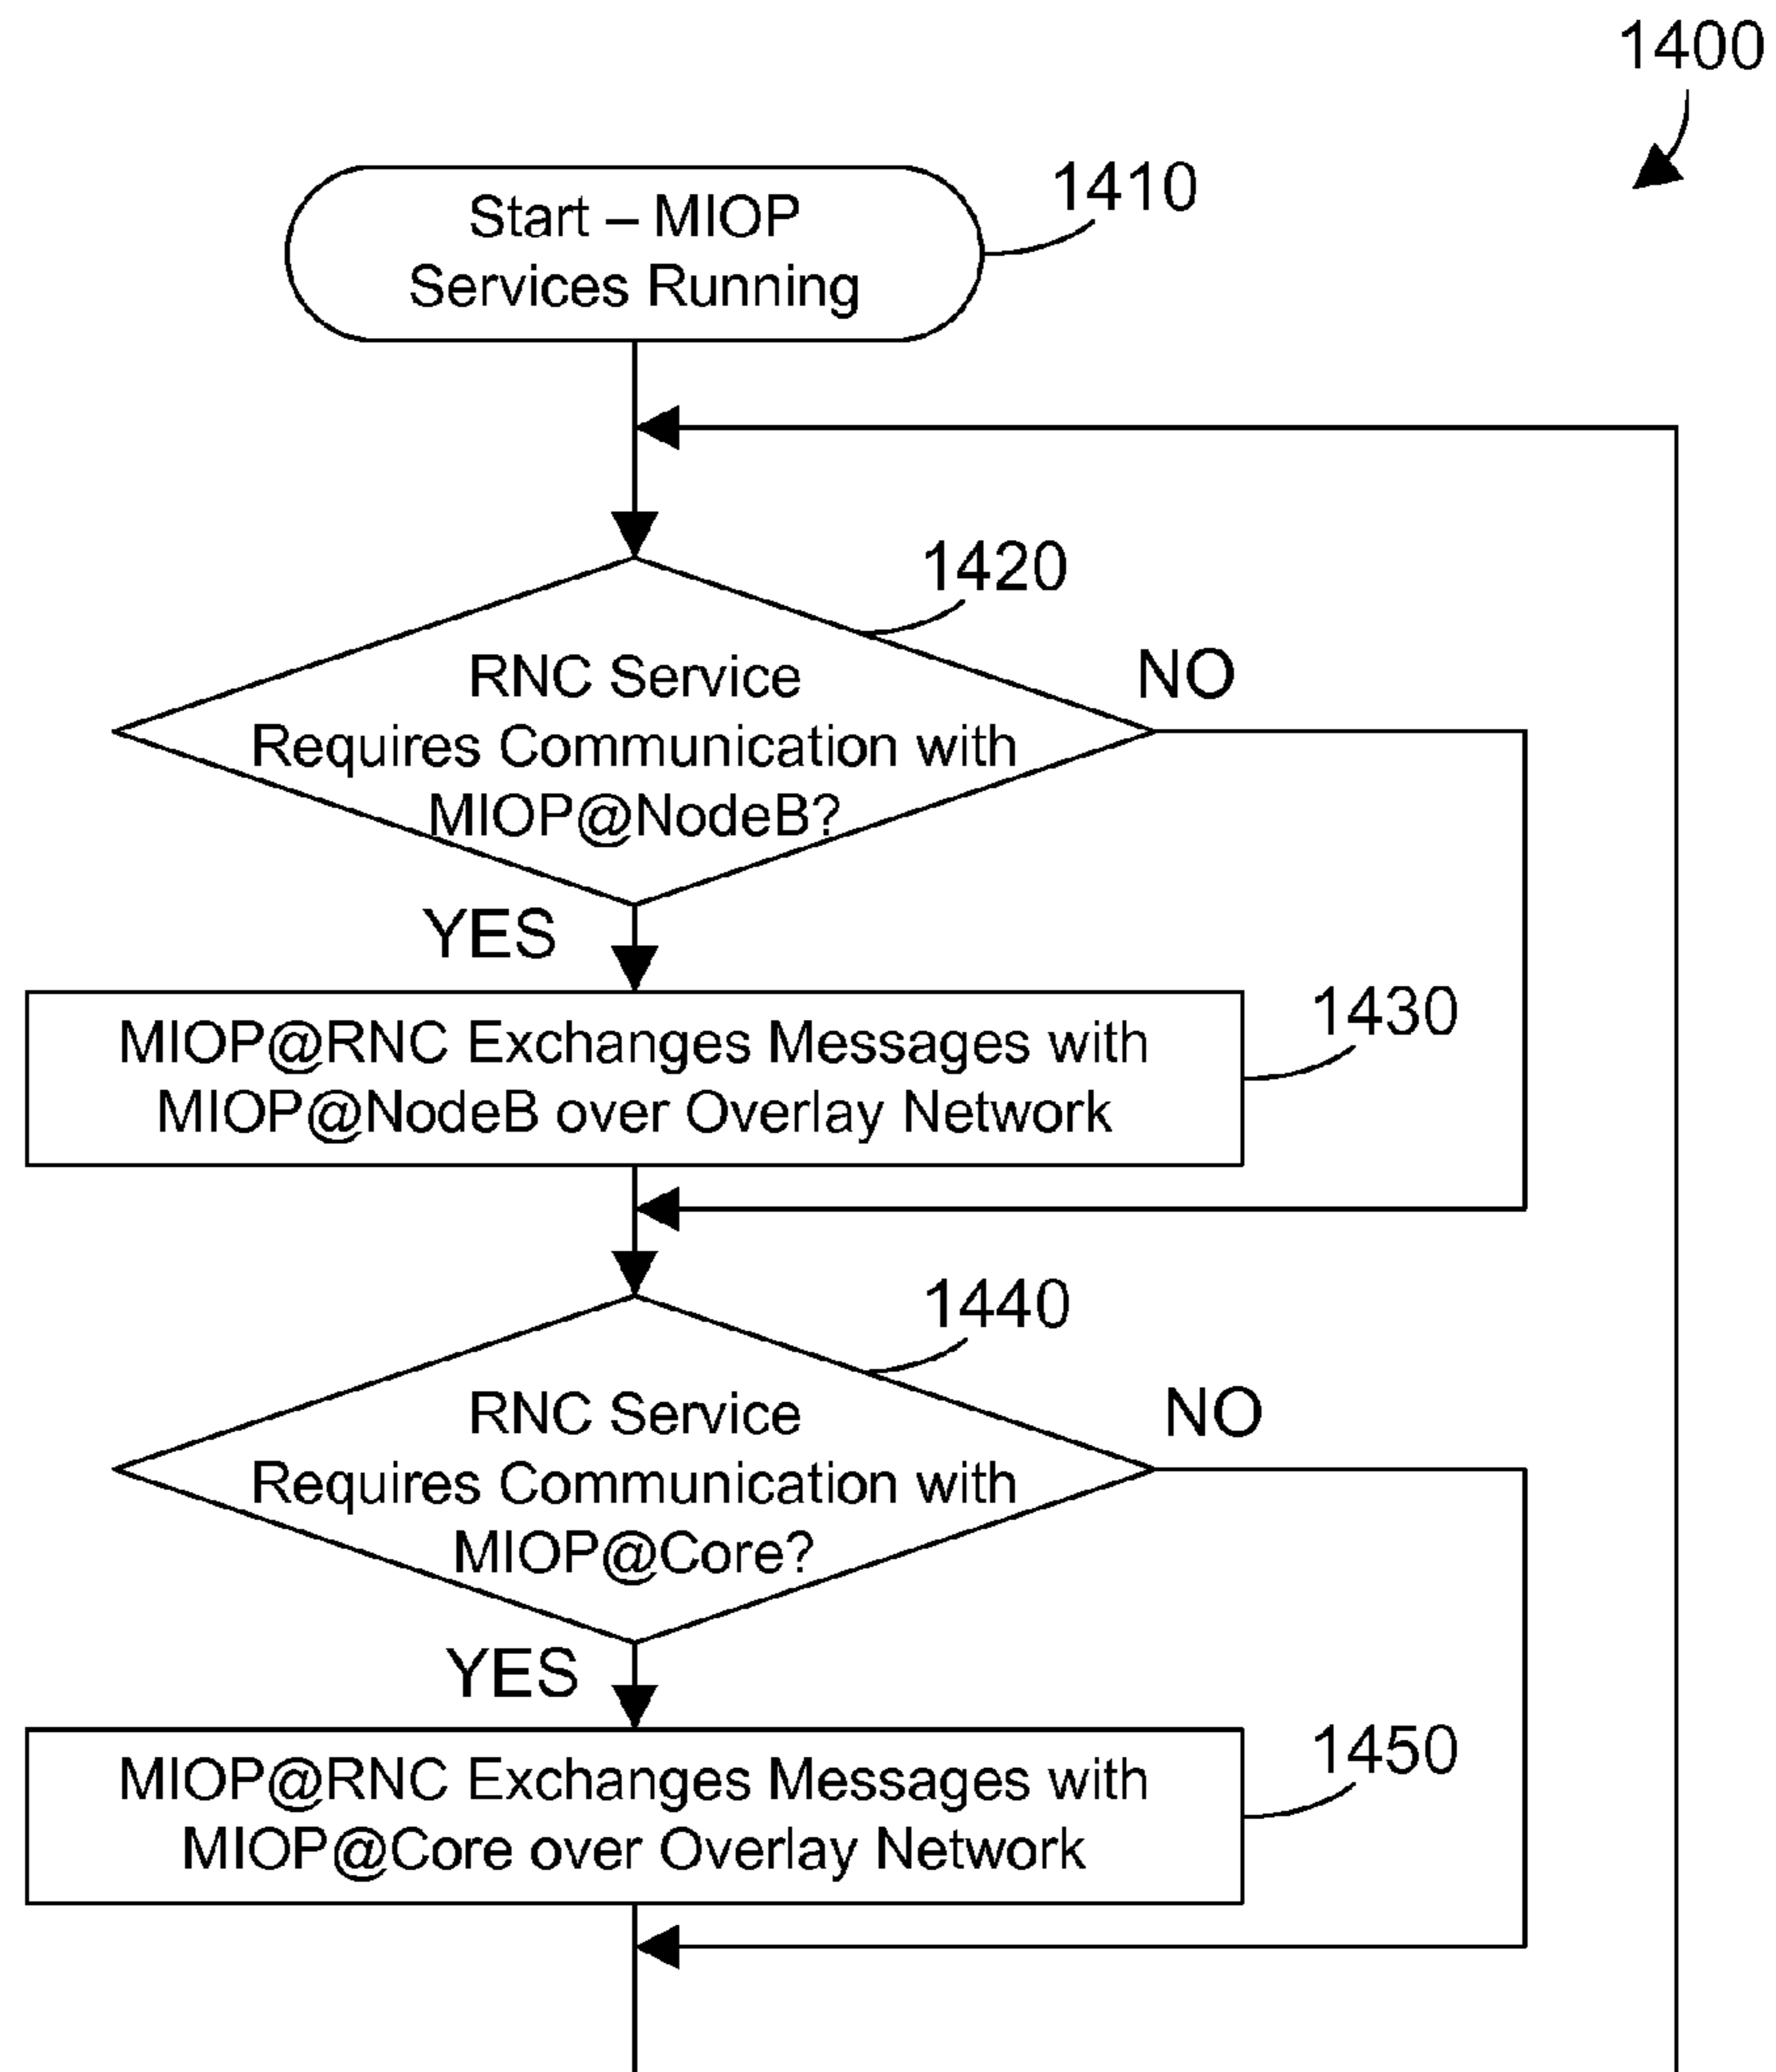 1400
1410
Start – MIOP
Services Running
1420
RNC Service
Requires Communication with
MIOP@NodeB?
NO
YES
1430
MIOP@RNC Exchanges Messages with
MIOP@NodeB over Overlay Network
1440
RNC Service
Requires Communication with
MIOP@Core?
NO
YES
1450
MIOP@RNC Exchanges Messages with
MIOP@Core over Overlay Network